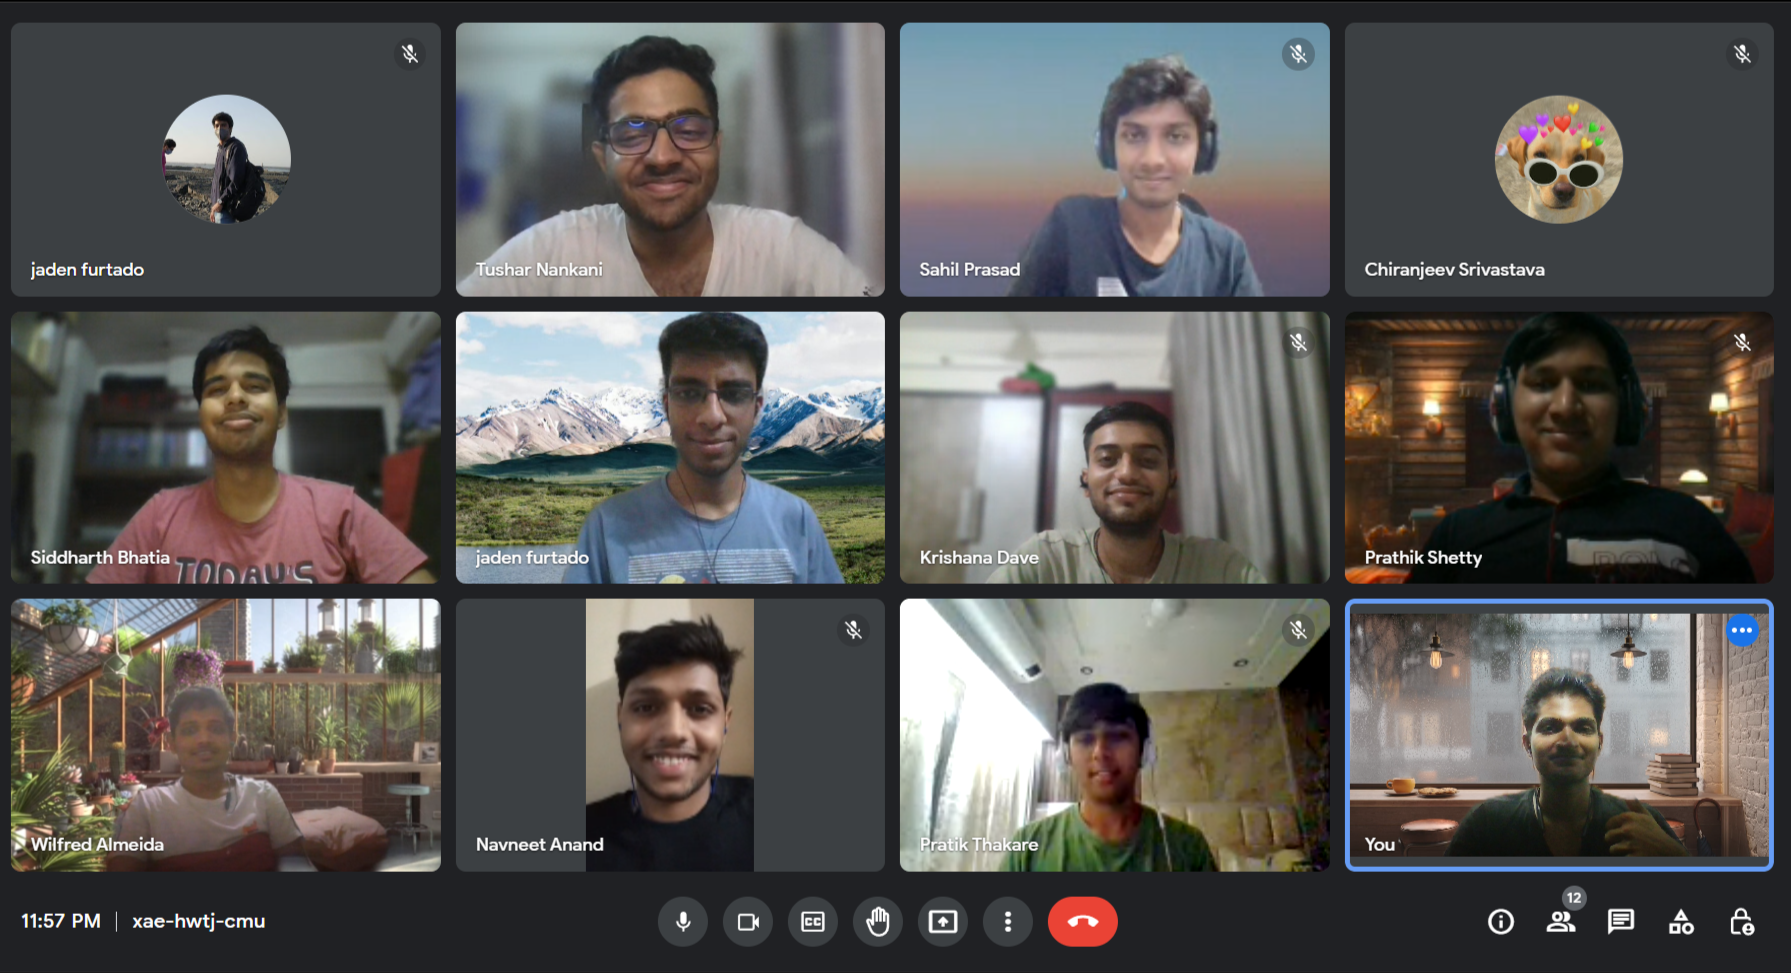 jaden furtado
Tushar Nankani
Sahil Prasad
Chiranjeev Srivastava
Siddharth Bhatia
TODAY'S
jaden furtado
Krishana Dave
Prathik Shetty
Wilfred Almeida
Navneet Anand
Pratik Thakare
You
11:57 PM | xae-hwtj-cmu
CC
12